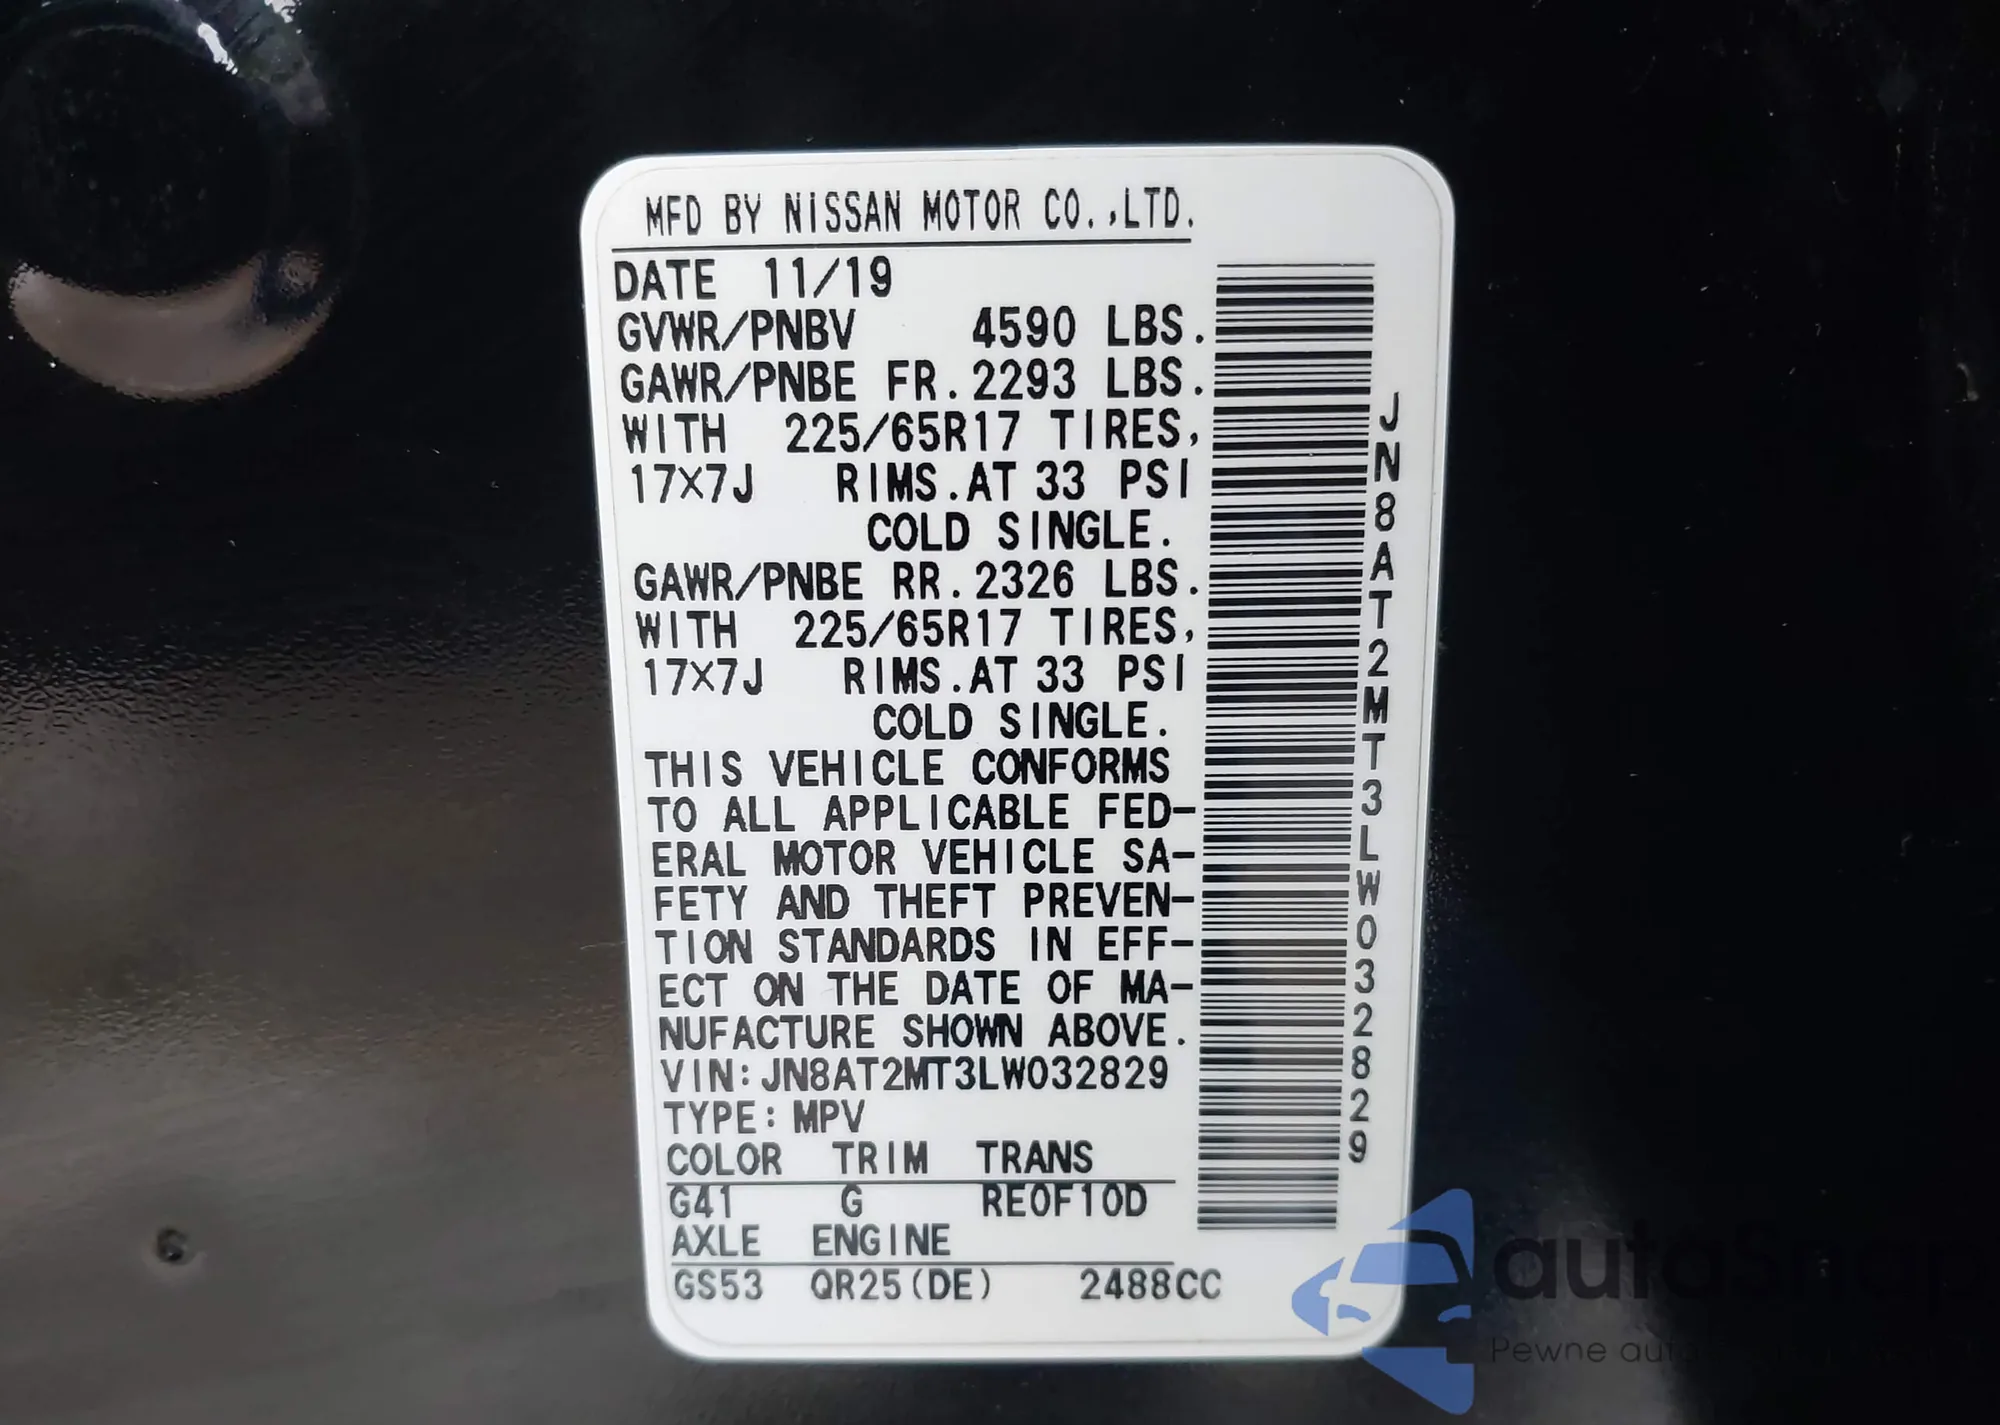 MFD BY NISSAN MOTOR CO.,LTD.
DATE 11/19
GVWR/PNBV 4590 LBS.
GAWR/PNBE FR.2293 LBS.
WITH 225/65R17 TIRES,
17X7J RIMS.AT 33 PSI
COLD SINGLE.
GAWR/PNBE RR.2326 LBS.
WITH 225/65R17 TIRES,
17X7J RIMS.AT 33 PSI
COLD SINGLE.
THIS VEHICLE CONFORMS
TO ALL APPLICABLE FED-
ERAL MOTOR VEHICLE SA-
FETY AND THEFT PREVEN-
TION STANDARDS IN EFF-
ECT ON THE DATE OF MA-
NUFACTURE SHOWN ABOVE.
VIN:JN8AT2MT3LW032829
TYPE:MPV
COLOR TRIM TRANS
G41 G RE0F10D
AXLE ENGINE
GS53 QR25(DE) 2488CC
JN8AT2MT3LW032829
autoSnap
Pewne